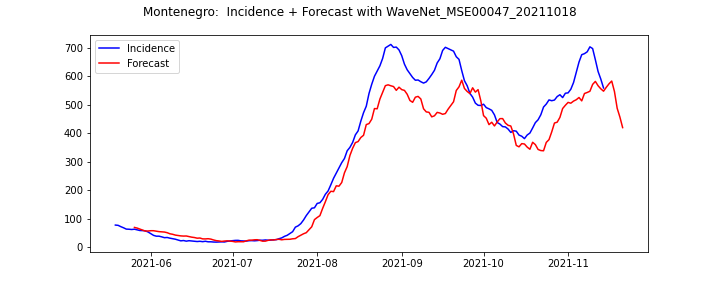 Montenegro:  Incidence + Forecast with WaveNet_MSE00047_20211018
Incidence
Forecast
700
600
500
400
300
200
100
0
2021-06 2021-07 2021-08 2021-09 2021-10 2021-11